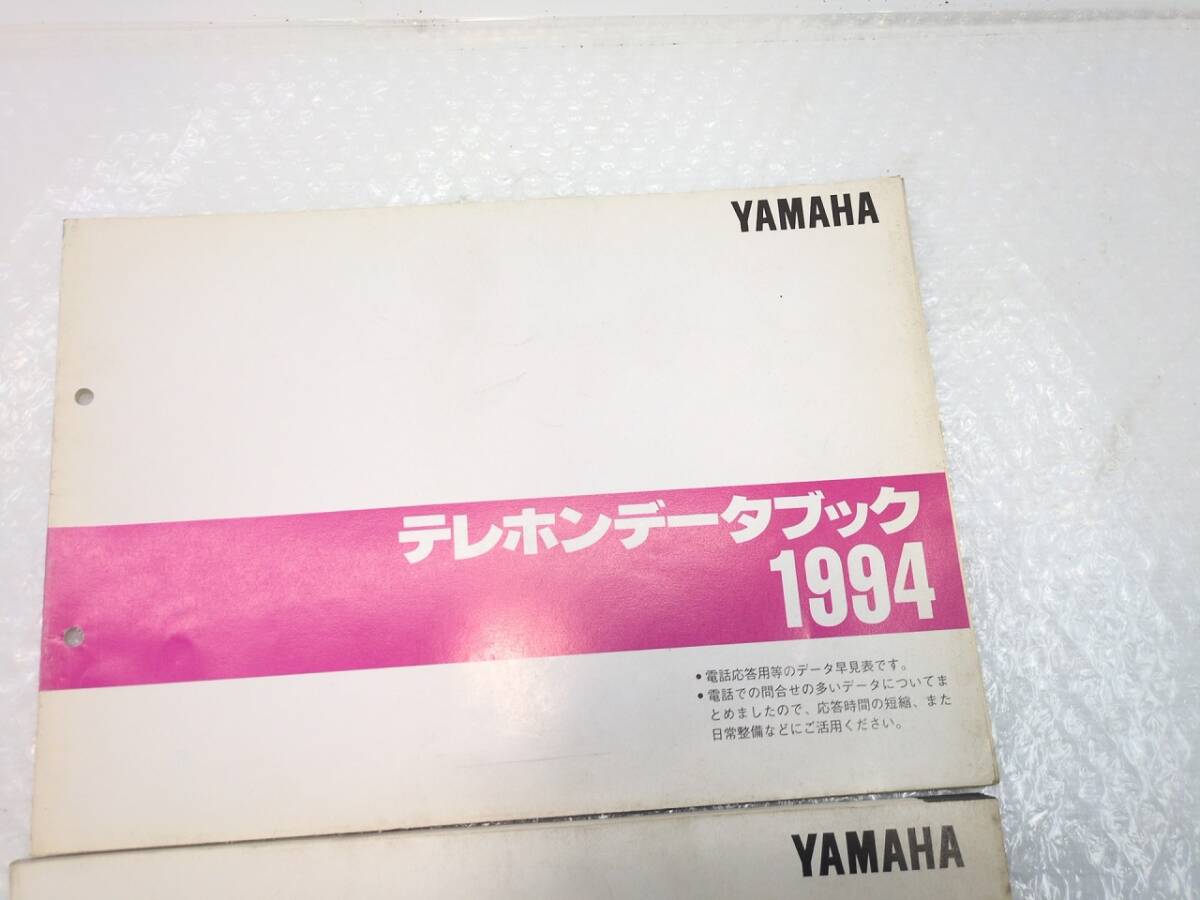 YAMAHA
テレホンデータブック
1994
•電話応答用等のデータ早見表です。
•電話での問合せの多いデータについてま
とめましたので、応答時間の短縮、また
日常整備などにご活用ください。
YAMAHA